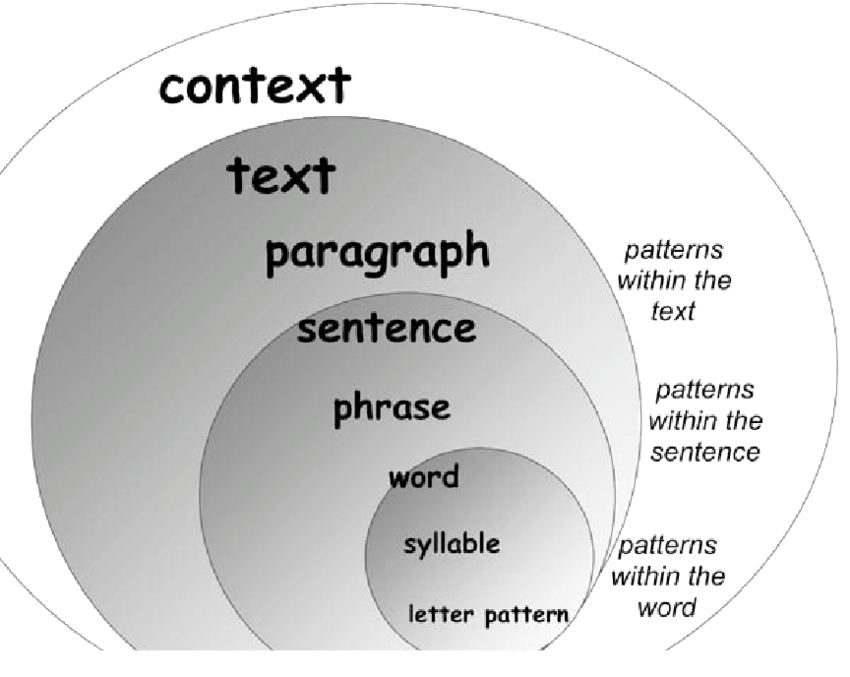 context
text
paragraph
sentence
phrase
word
syllable
letter pattern
patterns
within the
text
patterns
within the
sentence
patterns
within the
word